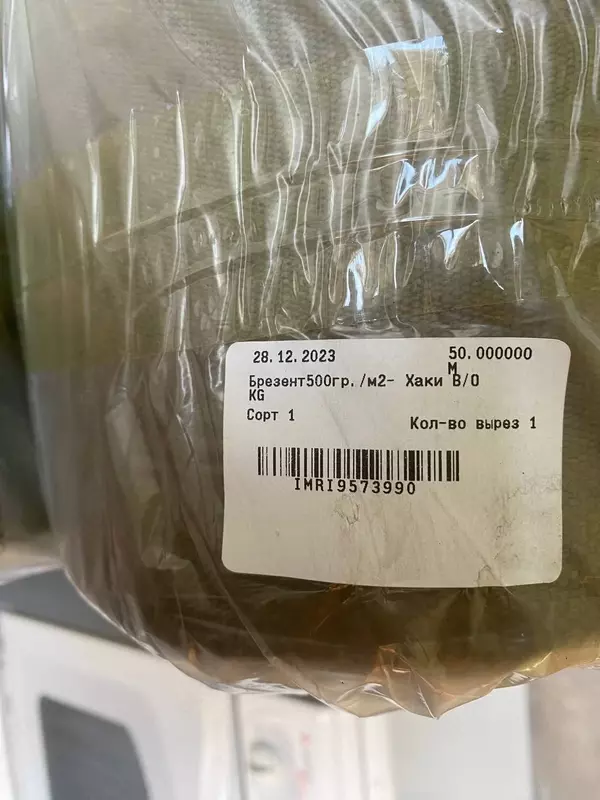 28.12.2023 50.000000
М
Брезент500гр./м2- Хаки В/О
KG
Сорт 1
Кол-во вырез 1
IMRI9573990